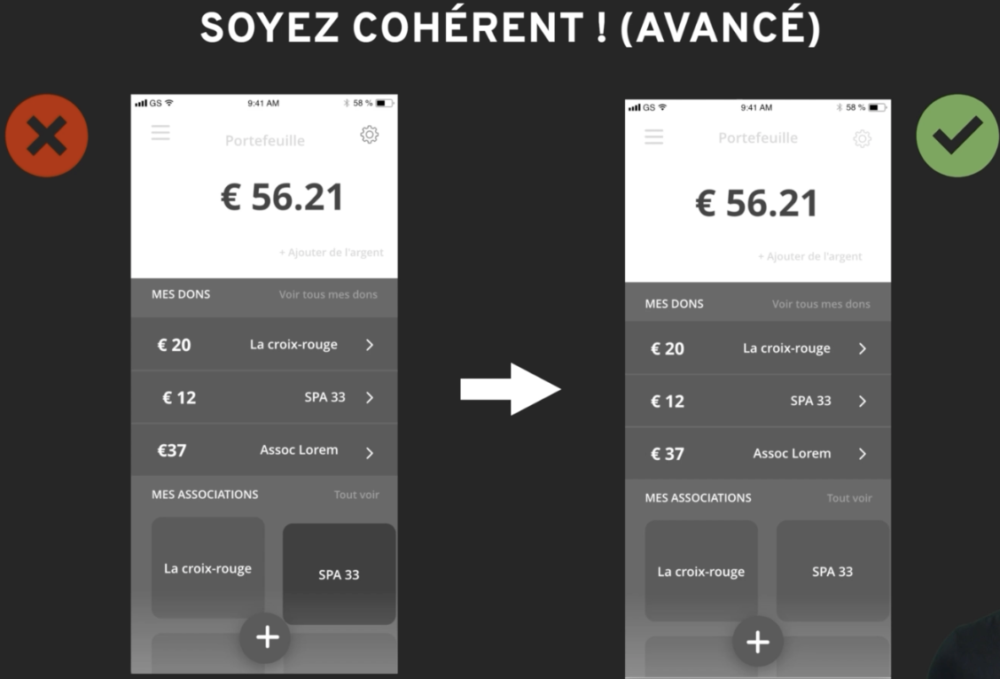 SOYEZ COHÉRENT ! (AVANCÉ)
GS 9:41 AM 58 %
Portefeuille
€ 56.21
+ Ajouter de l'argent
MES DONS Voir tous mes dons
€ 20 La croix-rouge
€ 12 SPA 33
€37 Assoc Lorem
MES ASSOCIATIONS Tout voir
La croix-rouge SPA 33
+
GS 9:41 AM 58 %
Portefeuille
€ 56.21
+ Ajouter de l'argent
MES DONS Voir tous mes dons
€ 20 La croix-rouge
€ 12 SPA 33
€ 37 Assoc Lorem
MES ASSOCIATIONS Tout voir
La croix-rouge SPA 33
+